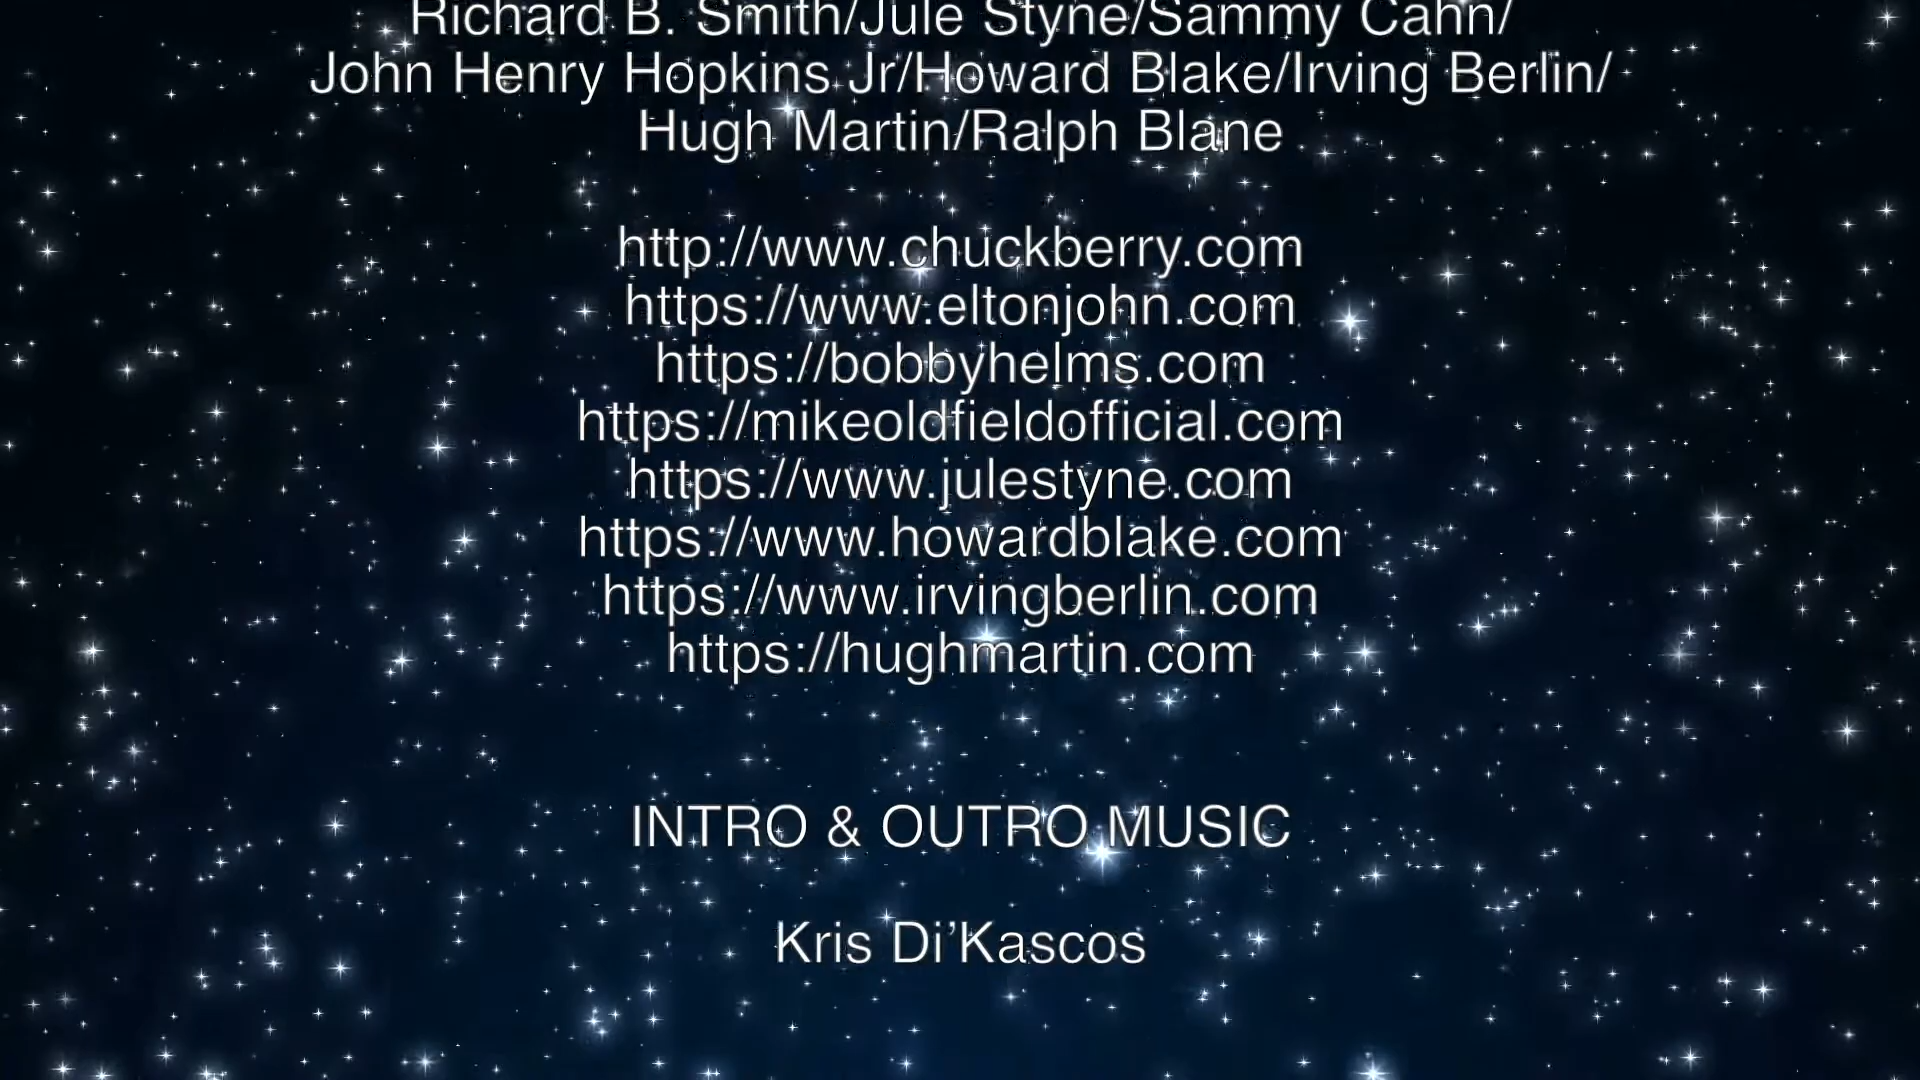 Richard B. Smith/Jule Styne/Sammy Cahn/
John Henry Hopkins Jr/Howard Blake/Irving Berlin/
Hugh Martin/Ralph Blane
http://www.chuckberry.com
https://www.eltonjohn.com
https://bobbyhelms.com
https://mikeoldfieldofficial.com
https://www.julestyne.com
https://www.howardblake.com
https://www.irvingberlin.com
https://hughmartin.com
INTRO & OUTRO MUSIC
Kris Di’Kascos